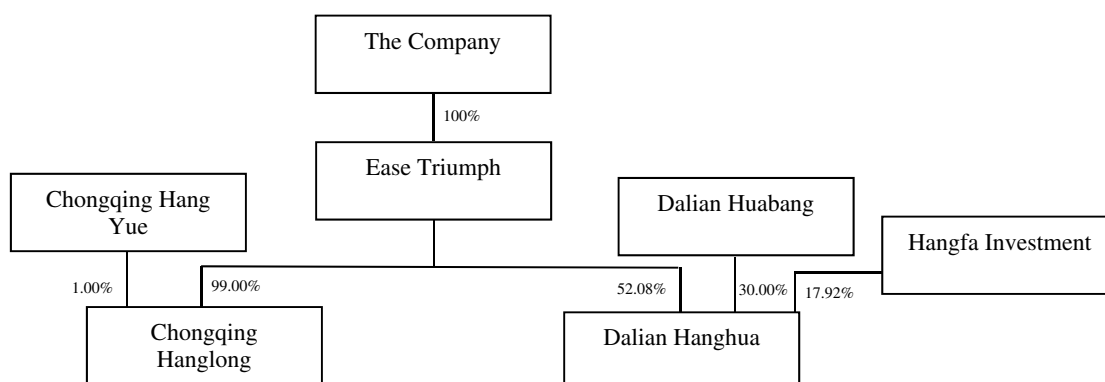 The Company
100%
Ease Triumph
Chongqing Hang
Yue
Dalian Huabang
Hangfa Investment
1.00%
99.00%
52.08%
30.00%
17.92%
Chongqing
Hanglong
Dalian Hanghua